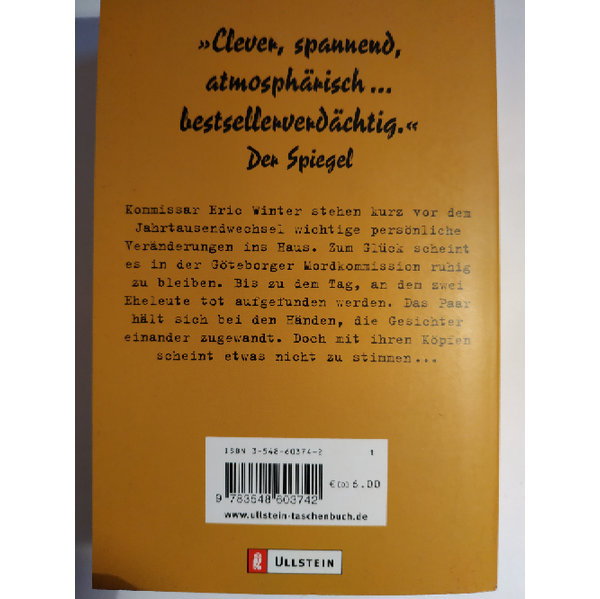 »Clever, spannend,
atmosphärisch...
bestsellerverdächtig.«
Der Spiegel
Kommissar Eric Winter stehen kurz vor dem
Jahrtausendwechsel wichtige persönliche
Veränderungen ins Haus. Zum Glück scheint
es in der Göteborger Mordkommission ruhig
zu bleiben. Bis zu dem Tag, an dem zwei
Eheleute tot aufgefunden werden. Das Paar
hält sich bei den Händen, die Gesichter
einander zugewandt. Doch mit ihren Köpfen
scheint etwas nicht zu stimmen...
ISBN 3-548-60374-2 1
€ [D] 6.00
9 783548 603742
www.ullstein-taschenbuch.de
ULLSTEIN